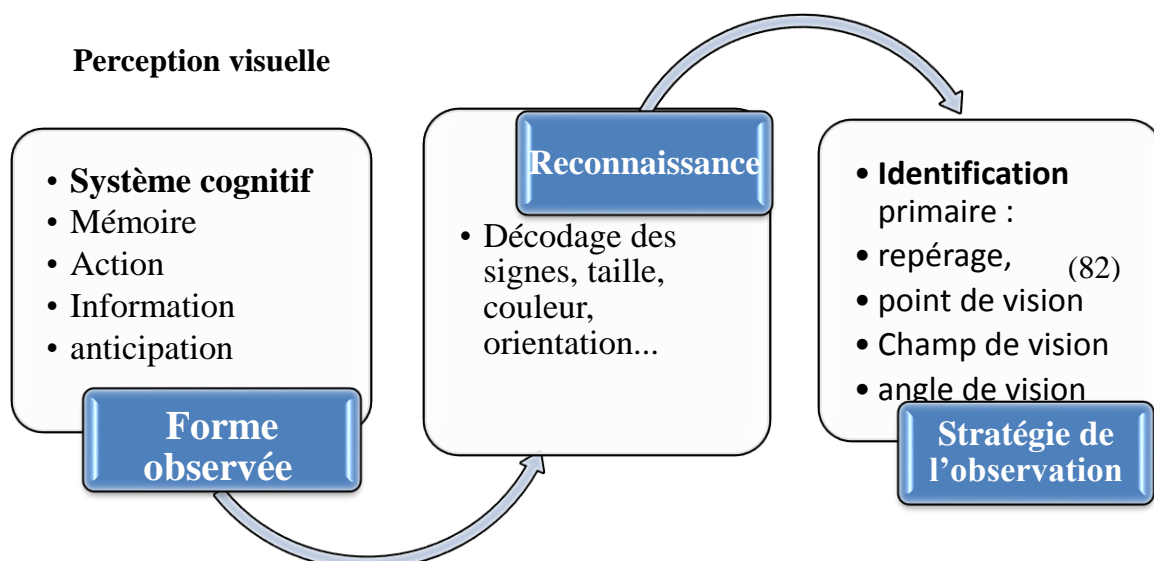 Perception visuelle
• Système cognitif
• Mémoire
• Action
• Information
• anticipation
Forme
observée
Reconnaissance
• Décodage des
signes, taille,
couleur,
orientation...
• Identification
primaire :
• repérage,
(82)
• point de vision
• Champ de vision
• angle de vision
Stratégie de
l’observation